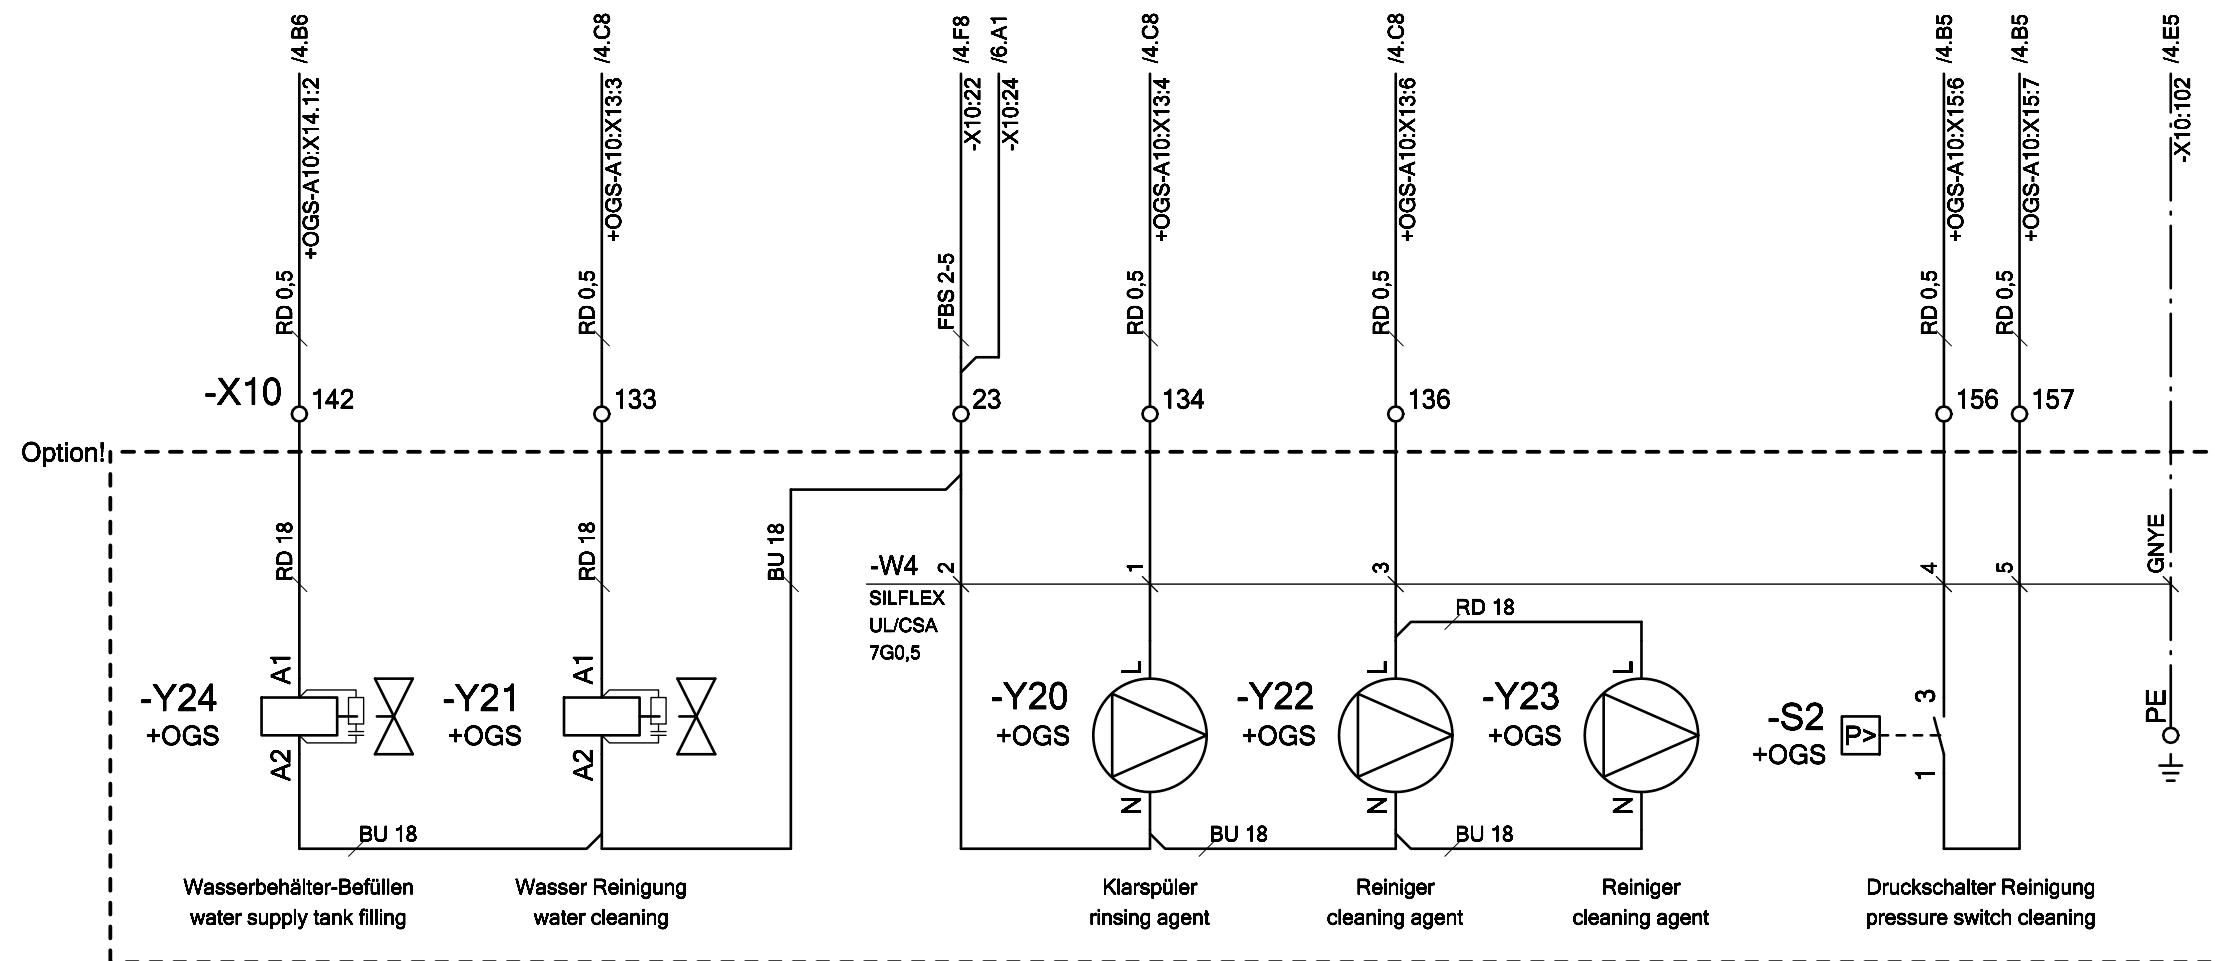 /4.B6
/4.C8
/4.F8
/6.A1
/4.C8
/4.C8
/4.B5
/4.B5
/4.E5
+OGS-A10:X14.1:2
+OGS-A10:X13:3
-X10:22
-X10:24
+OGS-A10:X13:4
+OGS-A10:X13:6
+OGS-A10:X15:6
+OGS-A10:X15:7
-X10:102
RD 0,5
RD 0,5
FBS 2-5
RD 0,5
RD 0,5
RD 0,5
RD 0,5
-X10
142
133
23
134
136
156
157
Option!
RD 18
RD 18
BU 18
-W4
2
1
3
4
5
GNYE
SILFLEX
UL/CSA
7G0,5
RD 18
A1
A1
L
L
L
-Y24
+OGS
-Y21
+OGS
-Y20
+OGS
-Y22
+OGS
-Y23
+OGS
-S2
+OGS
P>
3
1
PE
A2
A2
N
N
N
BU 18
BU 18
BU 18
Wasserbehälter-Befüllen
water supply tank filling
Wasser Reinigung
water cleaning
Klarspüler
rinsing agent
Reiniger
cleaning agent
Reiniger
cleaning agent
Druckschalter Reinigung
pressure switch cleaning